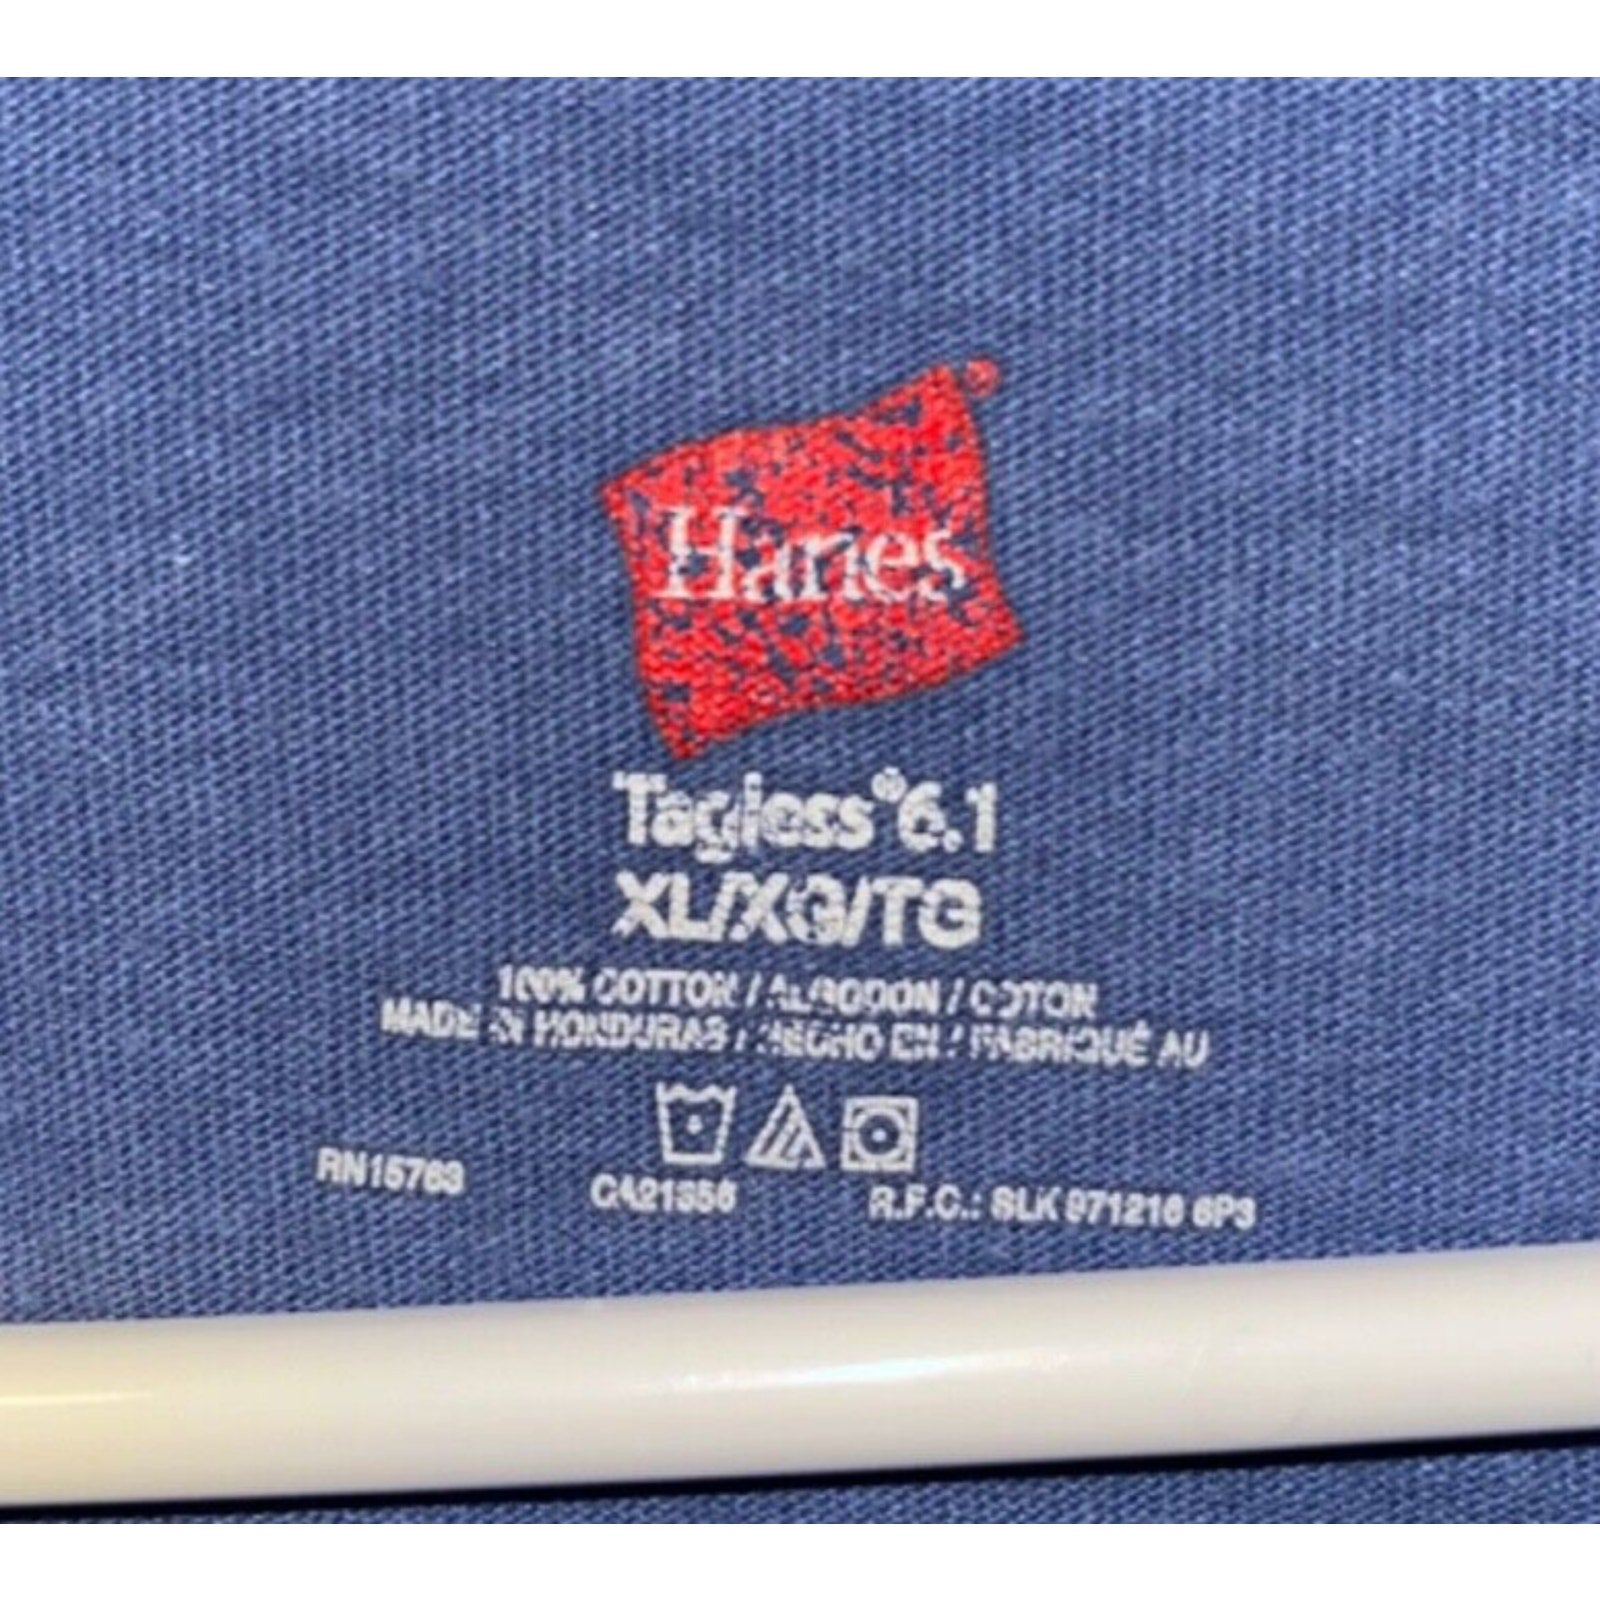 Hanes
Tagless® 6.1
XL/XG/TG
100% COTTON / ALGODON / COTON
MADE IN HONDURAS / HECHO EN / FABRIQUÉ AU
RN15763
CA21556
R.F.C.: SLK 971216 6P3